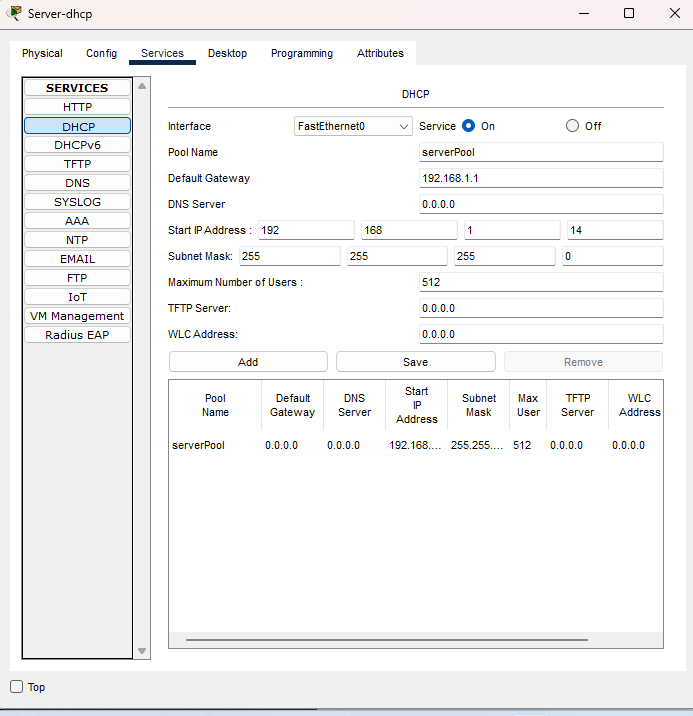 Server-dhcp
Physical Config Services Desktop Programming Attributes
SERVICES
HTTP
DHCP
DHCPv6
TFTP
DNS
SYSLOG
AAA
NTP
EMAIL
FTP
IoT
VM Management
Radius EAP
DHCP
Interface FastEthernet0 Service On Off
Pool Name serverPool
Default Gateway 192.168.1.1
DNS Server 0.0.0.0
Start IP Address : 192 168 1 14
Subnet Mask: 255 255 255 0
Maximum Number of Users : 512
TFTP Server: 0.0.0.0
WLC Address: 0.0.0.0
Add Save Remove
Pool Name Default Gateway DNS Server Start IP Address Subnet Mask Max User TFTP Server WLC Address
serverPool 0.0.0.0 0.0.0.0 192.168.... 255.255.... 512 0.0.0.0 0.0.0.0
Top